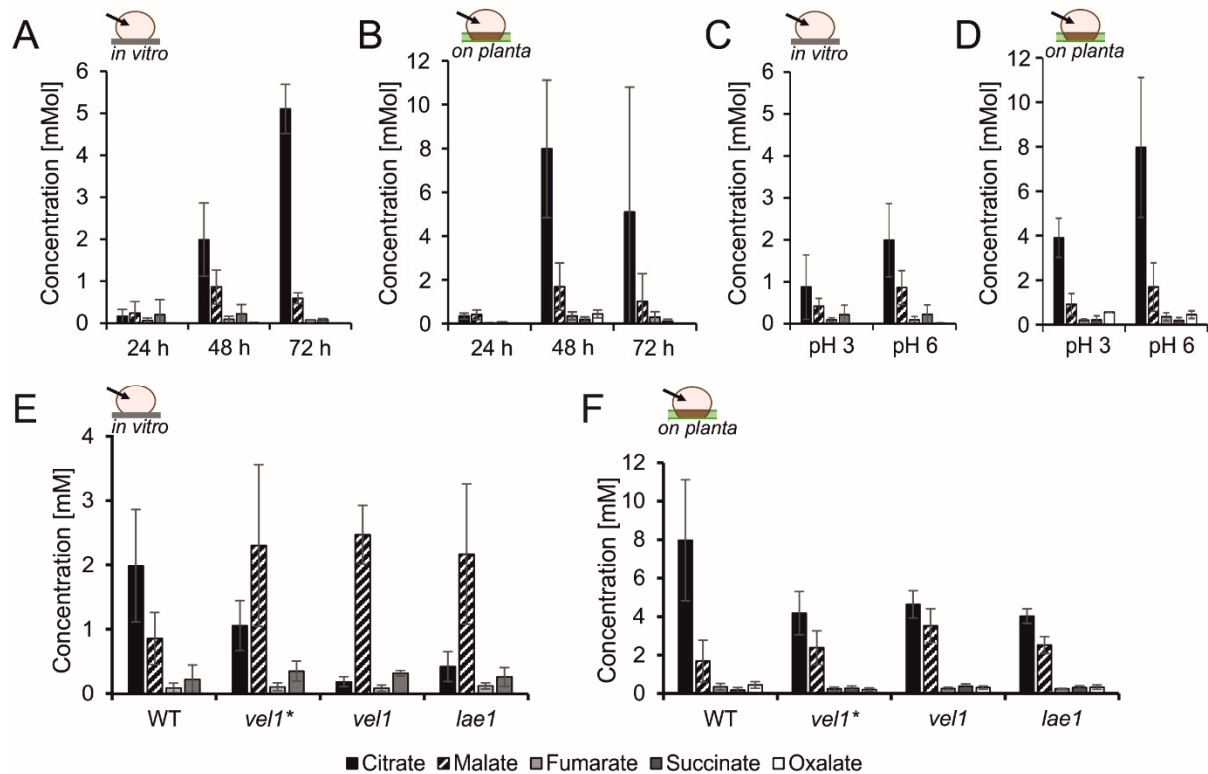 A
in vitro
Concentration [mMol]
6
5
4
3
2
1
0
24 h 48 h 72 h
B
on planta
Concentration [mMol]
12
10
8
6
4
2
0
24 h 48 h 72 h
C
in vitro
Concentration [mMol]
6
5
4
3
2
1
0
pH 3 pH 6
D
on planta
Concentration [mMol]
12
10
8
6
4
2
0
pH 3 pH 6
E
in vitro
Concentration [mM]
4
3
2
1
0
WT vel1* vel1 lae1
F
on planta
Concentration [mM]
12
10
8
6
4
2
0
WT vel1* vel1 lae1
Citrate Malate Fumarate Succinate Oxalate